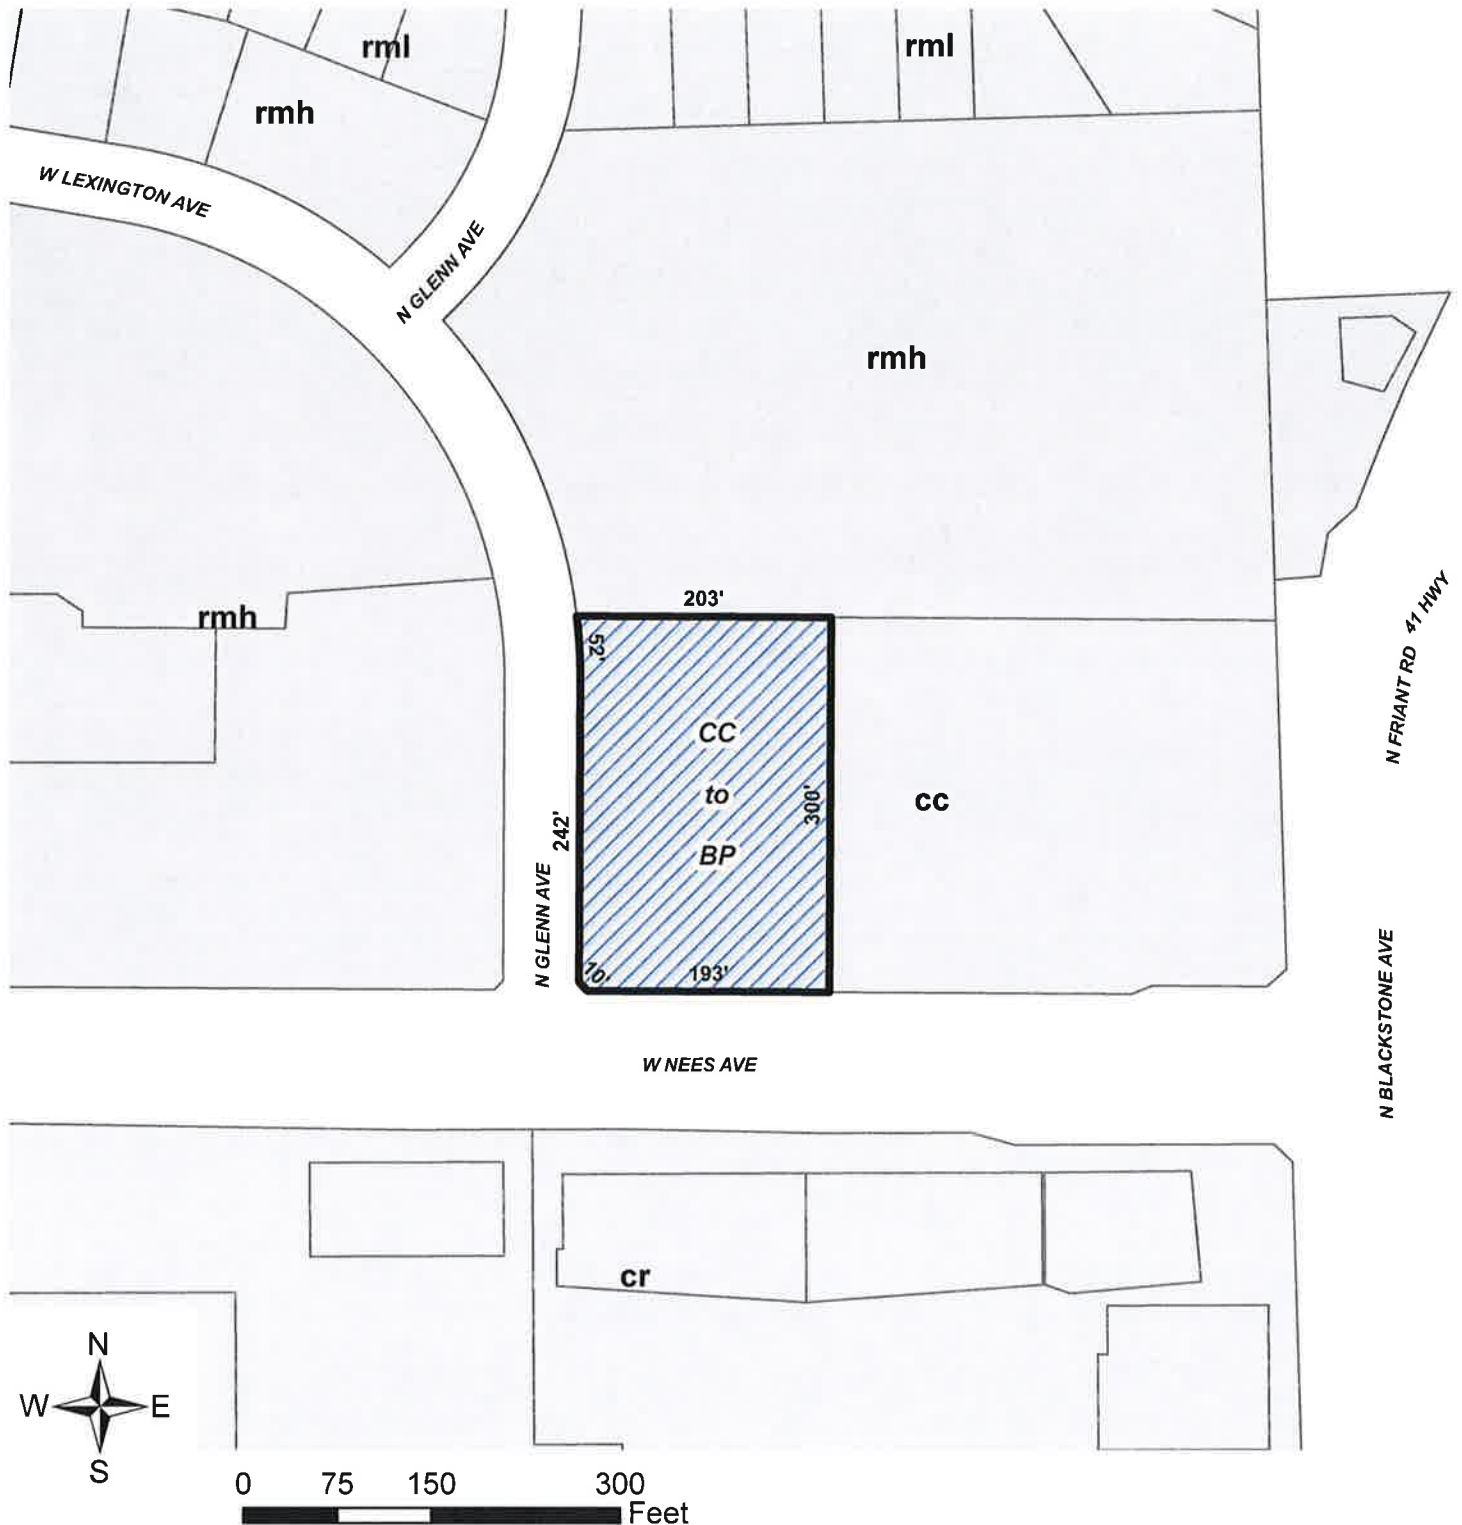 rml
rml
rmh
W LEXINGTON AVE
N GLENN AVE
rmh
rmh
203'
52'
41 HWY
N FRIANT RD
CC
to
BP
300'
cc
242'
N GLENN AVE
10'
193'
N BLACKSTONE AVE
W NEES AVE
cr
N
W E
S
0 75 150 300
Feet